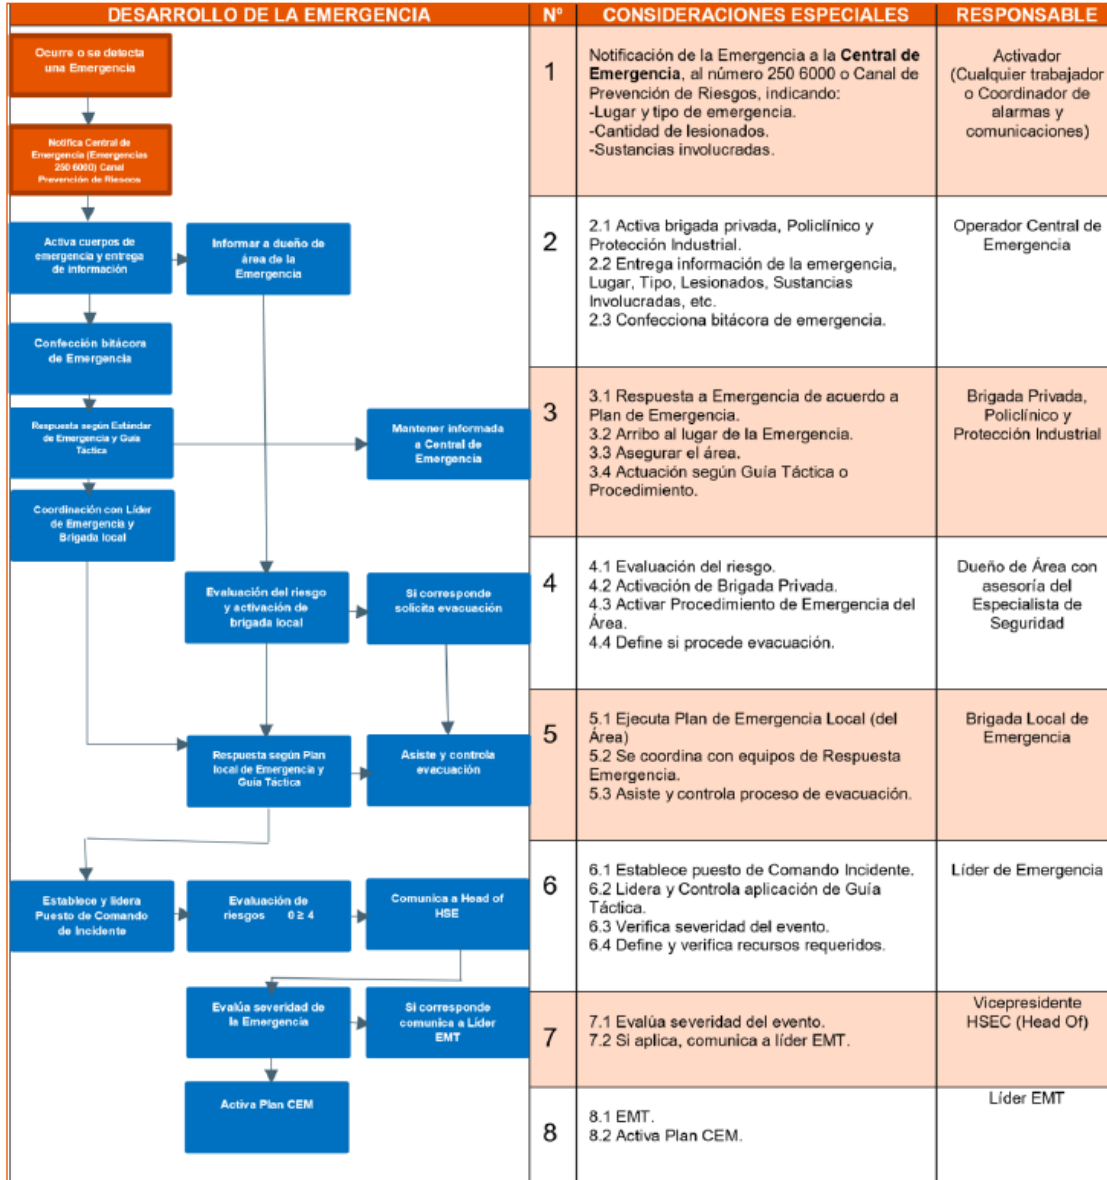 DESARROLLO DE LA EMERGENCIA
Nº
CONSIDERACIONES ESPECIALES
RESPONSABLE
Ocurre o se detecta
una Emergencia
Notifica Central de
Emergencia (Emergencias
250 6000) Canal
Prevención de Riesgos
1
Notificación de la Emergencia a la Central de
Emergencia, al número 250 6000 o Canal de
Prevención de Riesgos, indicando:
-Lugar y tipo de emergencia.
-Cantidad de lesionados.
-Sustancias involucradas.
Activador
(Cualquier trabajador
o Coordinador de
alarmas y
comunicaciones)
Activa cuerpos de
emergencia y entrega
de información
Informar a dueño de
área de la
Emergencia
Confección bitácora
de Emergencia
2
2.1 Activa brigada privada, Policlínico y
Protección Industrial.
2.2 Entrega información de la emergencia,
Lugar, Tipo, Lesionados, Sustancias
Involucradas, etc.
2.3 Confecciona bitácora de emergencia.
Operador Central de
Emergencia
Respuesta según Estándar
de Emergencia y Guía
Táctica
Mantener informada
a Central de
Emergencia
Coordinación con Líder
de Emergencia y
Brigada local
3
3.1 Respuesta a Emergencia de acuerdo a
Plan de Emergencia.
3.2 Arribo al lugar de la Emergencia.
3.3 Asegurar el área.
3.4 Actuación según Guía Táctica o
Procedimiento.
Brigada Privada,
Policlínico y
Protección Industrial
Evaluación del riesgo
y activación de
brigada local
Si corresponde
solicita evacuación
4
4.1 Evaluación del riesgo.
4.2 Activación de Brigada Privada.
4.3 Activar Procedimiento de Emergencia del
Área.
4.4 Define si procede evacuación.
Dueño de Área con
asesoría del
Especialista de
Seguridad
Respuesta según Plan
local de Emergencia y
Guía Táctica
Asiste y controla
evacuación
5
5.1 Ejecuta Plan de Emergencia Local (del
Área)
5.2 Se coordina con equipos de Respuesta
Emergencia.
5.3 Asiste y controla proceso de evacuación.
Brigada Local de
Emergencia
Establece y lidera
Puesto de Comando
de Incidente
Evaluación de
riesgos 0 ≥ 4
Comunica a Head of
HSE
6
6.1 Establece puesto de Comando Incidente.
6.2 Lidera y Controla aplicación de Guía
Táctica.
6.3 Verifica severidad del evento.
6.4 Define y verifica recursos requeridos.
Líder de Emergencia
Evalúa severidad de
la Emergencia
Si corresponde
comunica a Líder
EMT
7
7.1 Evalúa severidad del evento.
7.2 Si aplica, comunica a líder EMT.
Vicepresidente
HSEC (Head Of)
Activa Plan CEM
8
8.1 EMT.
8.2 Activa Plan CEM.
Líder EMT